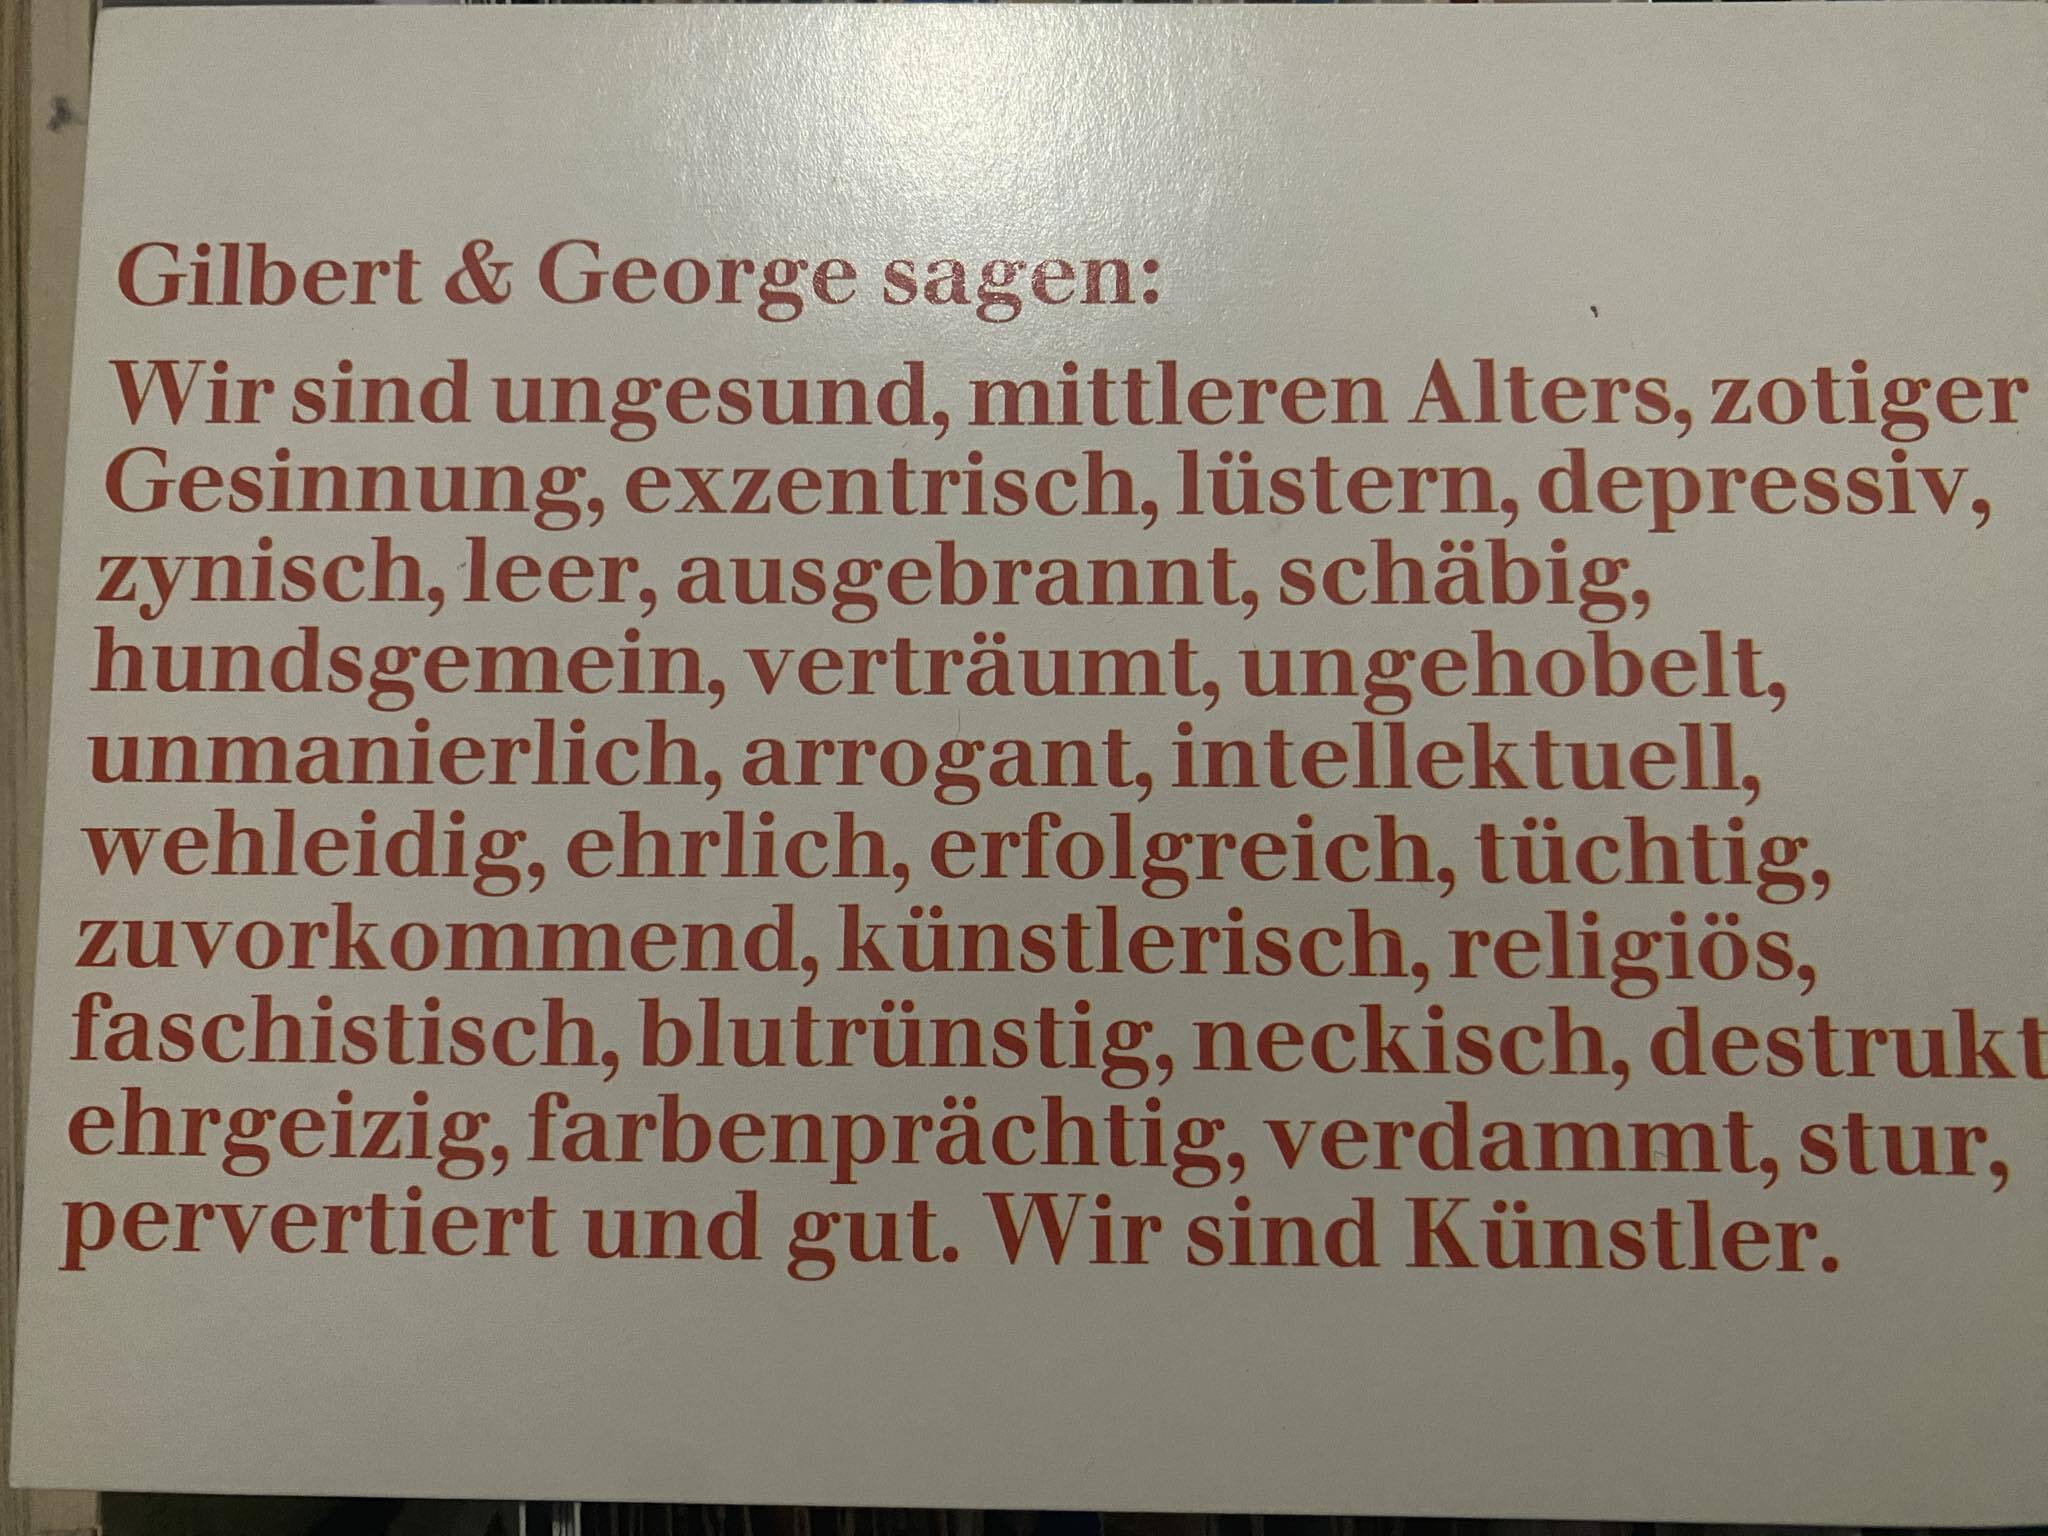 Gilbert & George sagen:
Wir sind ungesund, mittleren Alters, zotiger
Gesinnung, exzentrisch, lüstern, depressiv,
zynisch, leer, ausgebrannt, schäbig,
hundsgemein, verträumt, ungehobelt,
unmanierlich, arrogant, intellektuell,
wehleidig, ehrlich, erfolgreich, tüchtig,
zuvorkommend, künstlerisch, religiös,
faschistisch, blutrünstig, neckisch, destrukt
ehrgeizig, farbenprächtig, verdammt, stur,
pervertiert und gut. Wir sind Künstler.